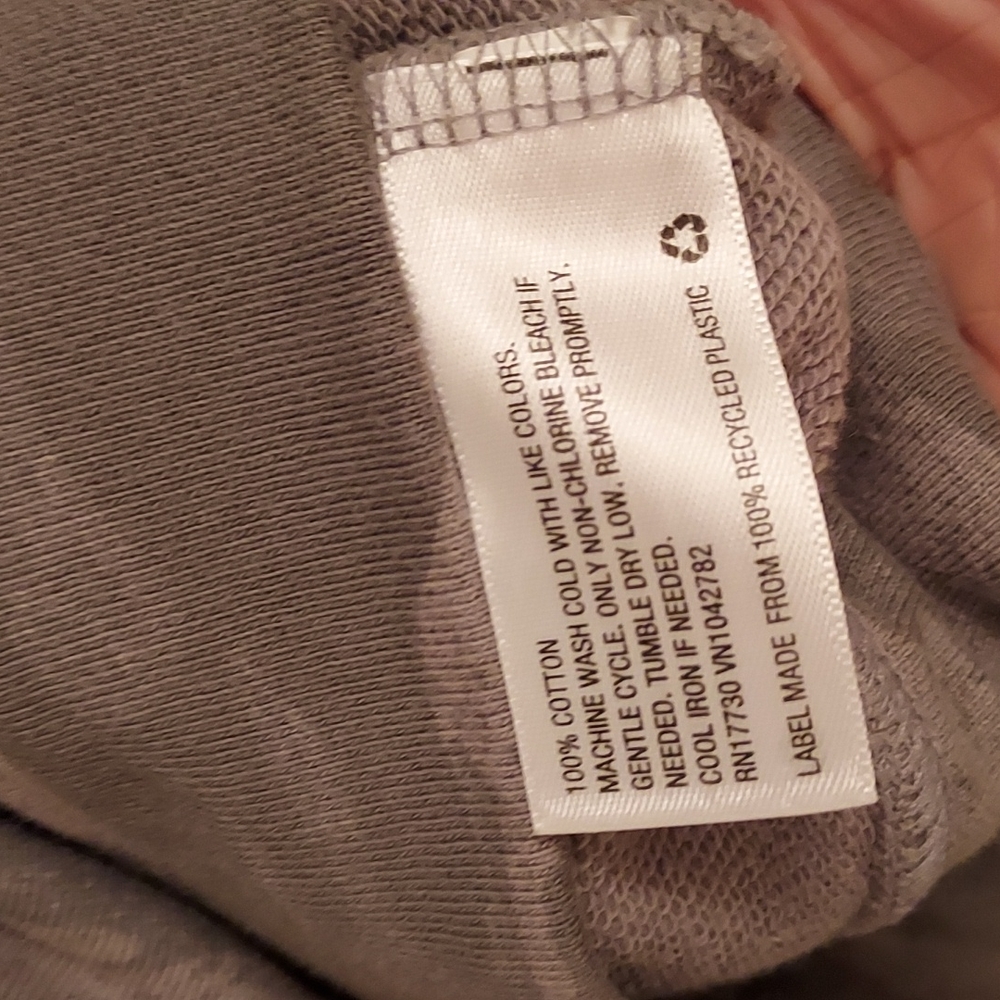 100% COTTON
MACHINE WASH COLD WITH LIKE COLORS.
GENTLE CYCLE. ONLY NON-CHLORINE BLEACH IF
NEEDED. TUMBLE DRY LOW. REMOVE PROMPTLY.
COOL IRON IF NEEDED.
RN17730 VN1042782
LABEL MADE FROM 100% RECYCLED PLASTIC